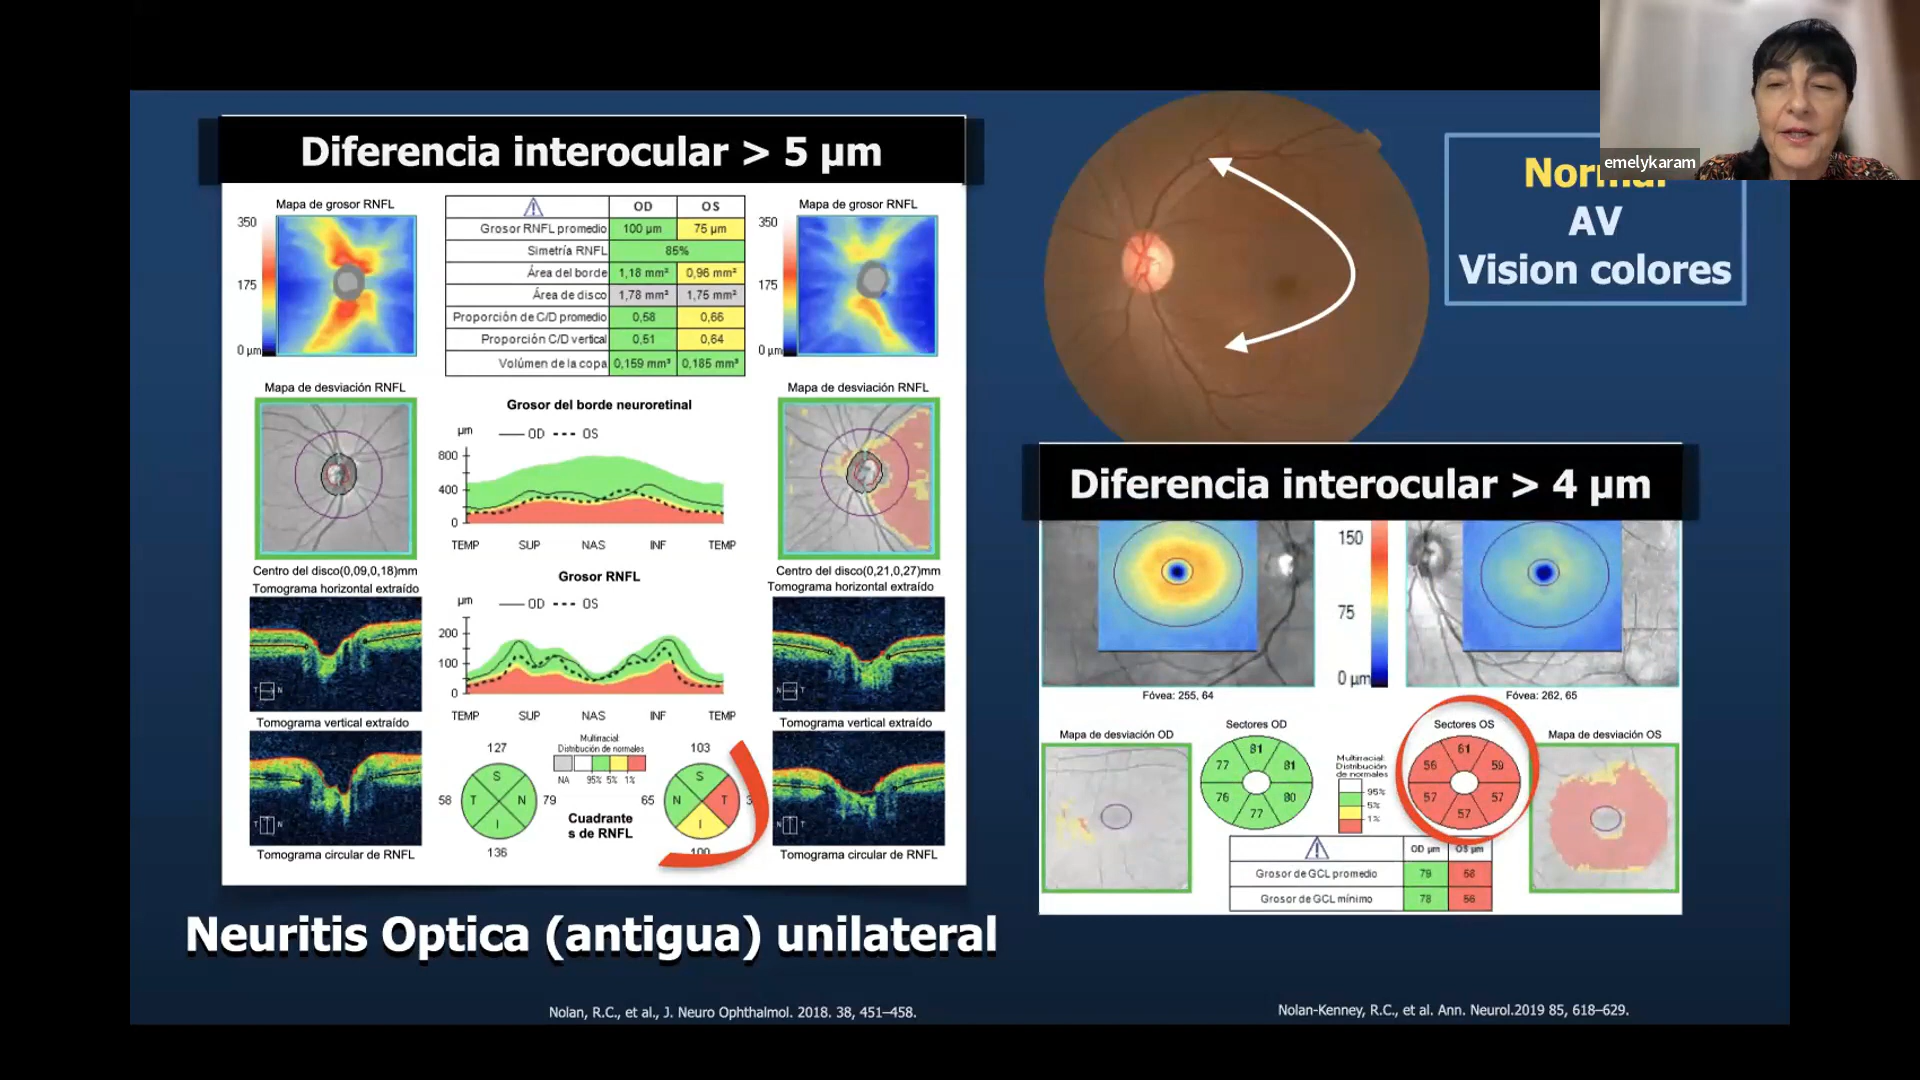 emelykaram
Diferencia interocular > 5 µm
Mapa de grosor RNFL
350
175
0 µm
OD OS
Grosor RNFL promedio 100 µm 75 µm
Simetría RNFL 85%
Área del borde 1,18 mm² 0,96 mm²
Área de disco 1,78 mm² 1,75 mm²
Proporción de C/D promedio 0,58 0,66
Proporción C/D vertical 0,51 0,64
Volúmen de la copa 0,159 mm³ 0,185 mm³
Mapa de grosor RNFL
350
175
0 µm
Mapa de desviación RNFL
Centro del disco(0,09,0,18)mm
Tomograma horizontal extraído
T N
Tomograma vertical extraído
T N
Tomograma circular de RNFL
Grosor del borde neuroretinal
µm OD OS
800
400
0
TEMP SUP NAS INF TEMP
Grosor RNFL
µm OD OS
200
100
0
TEMP SUP NAS INF TEMP
Multirracial:
Distribución de normales
NA 95% 5% 1%
127
58 S T N I 79
136
Cuadrante
s de RNFL
103
65 S N T I
100
Mapa de desviación RNFL
Centro del disco(0,21,0,27)mm
Tomograma horizontal extraído
N T
Tomograma vertical extraído
N T
Tomograma circular de RNFL
Neuritis Optica (antigua) unilateral
Nolan, R.C., et al., J. Neuro Ophthalmol. 2018. 38, 451–458.
AV
Vision colores
Diferencia interocular > 4 µm
150
75
0 µm
Fóvea: 255, 64
Fóvea: 262, 65
Mapa de desviación OD
Sectores OD
81
77 81
76 80
77
Multirracial:
Distribución
de normales
95%
5%
1%
Sectores OS
61
56 59
57 57
57
Mapa de desviación OS
OD µm OS µm
Grosor de GCL promedio 79 58
Grosor de GCL mínimo 78 56
Nolan-Kenney, R.C., et al. Ann. Neurol.2019 85, 618–629.